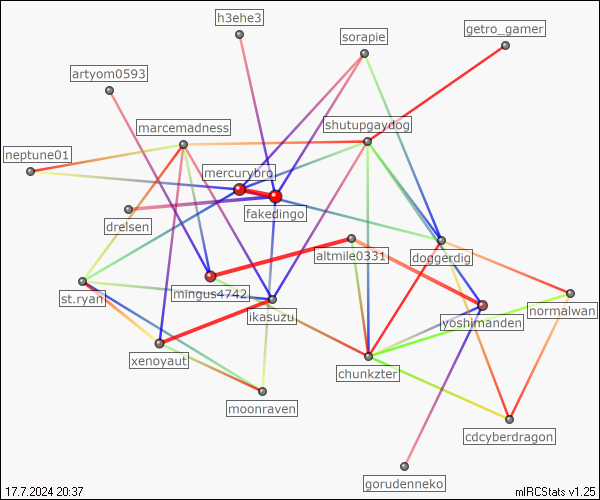 h3ehe3
getro_gamer
sorapie
artyom0593
marcemadness
shutupgaydog
neptune01
mercurybro
fakedingo
drelsen
altmile0331
doggerdig
mingus4742
st.ryan
ikasuzu
yoshimanden
normalwan
xenoyaut
chunkzter
moonraven
cdcyberdragon
gorudenneko
17.7.2024 20:37
mIRCStats v1.25